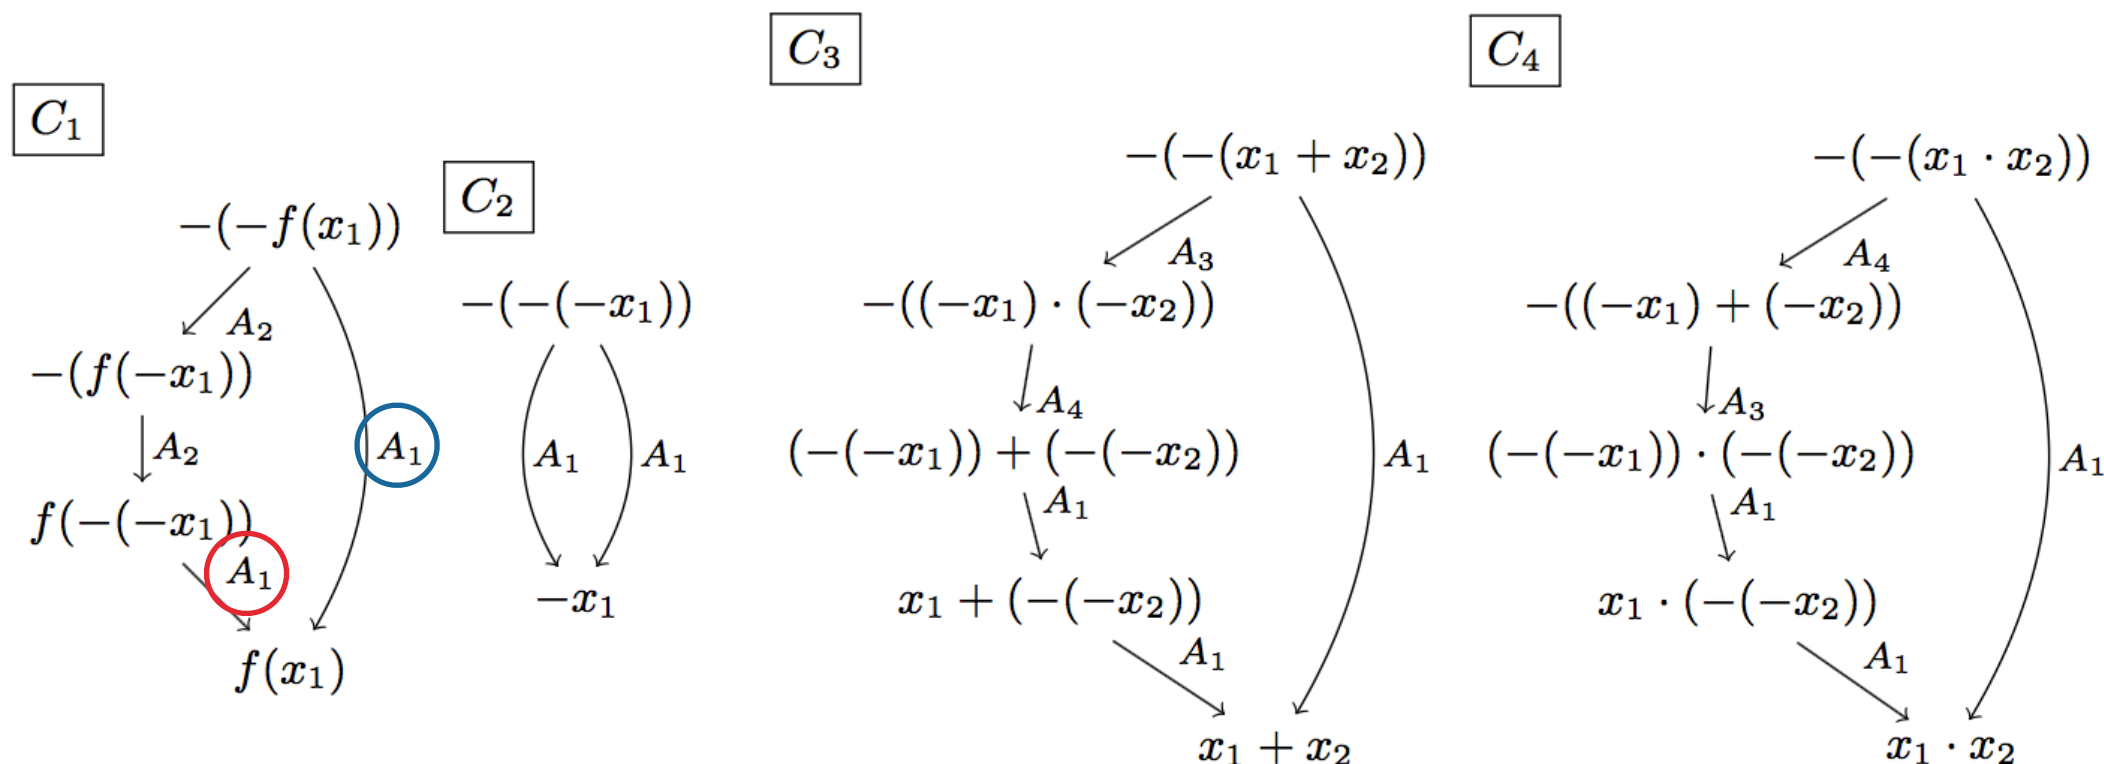 C₁
−(−f(x₁))
A₂
−(f(−x₁))
A₂
A₁
f(−(−x₁))
A₁
f(x₁)
C₂
−(−(−x₁))
A₁ A₁
−x₁
C₃
−(−(x₁ + x₂))
A₃
−((−x₁) · (−x₂))
A₄
(−(−x₁)) + (−(−x₂))
A₁
A₁
x₁ + (−(−x₂))
A₁
x₁ + x₂
C₄
−(−(x₁ · x₂))
A₄
−((−x₁) + (−x₂))
A₃
(−(−x₁)) · (−(−x₂))
A₁
A₁
x₁ · (−(−x₂))
A₁
x₁ · x₂